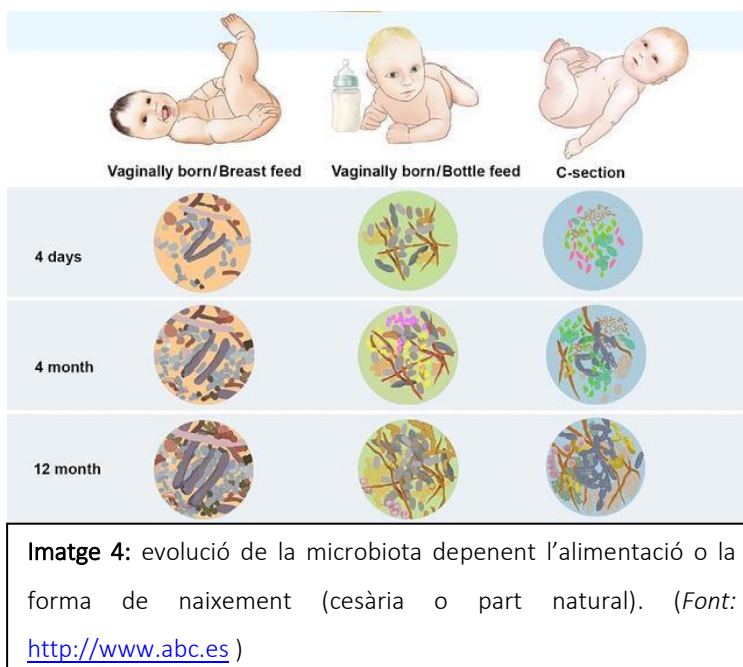 Vaginally born/Breast feed Vaginally born/Bottle feed C-section
4 days
4 month
12 month
Imatge 4: evolució de la microbiota depenent l’alimentació o la
forma de naixement (cesària o part natural). (Font:
http://www.abc.es )